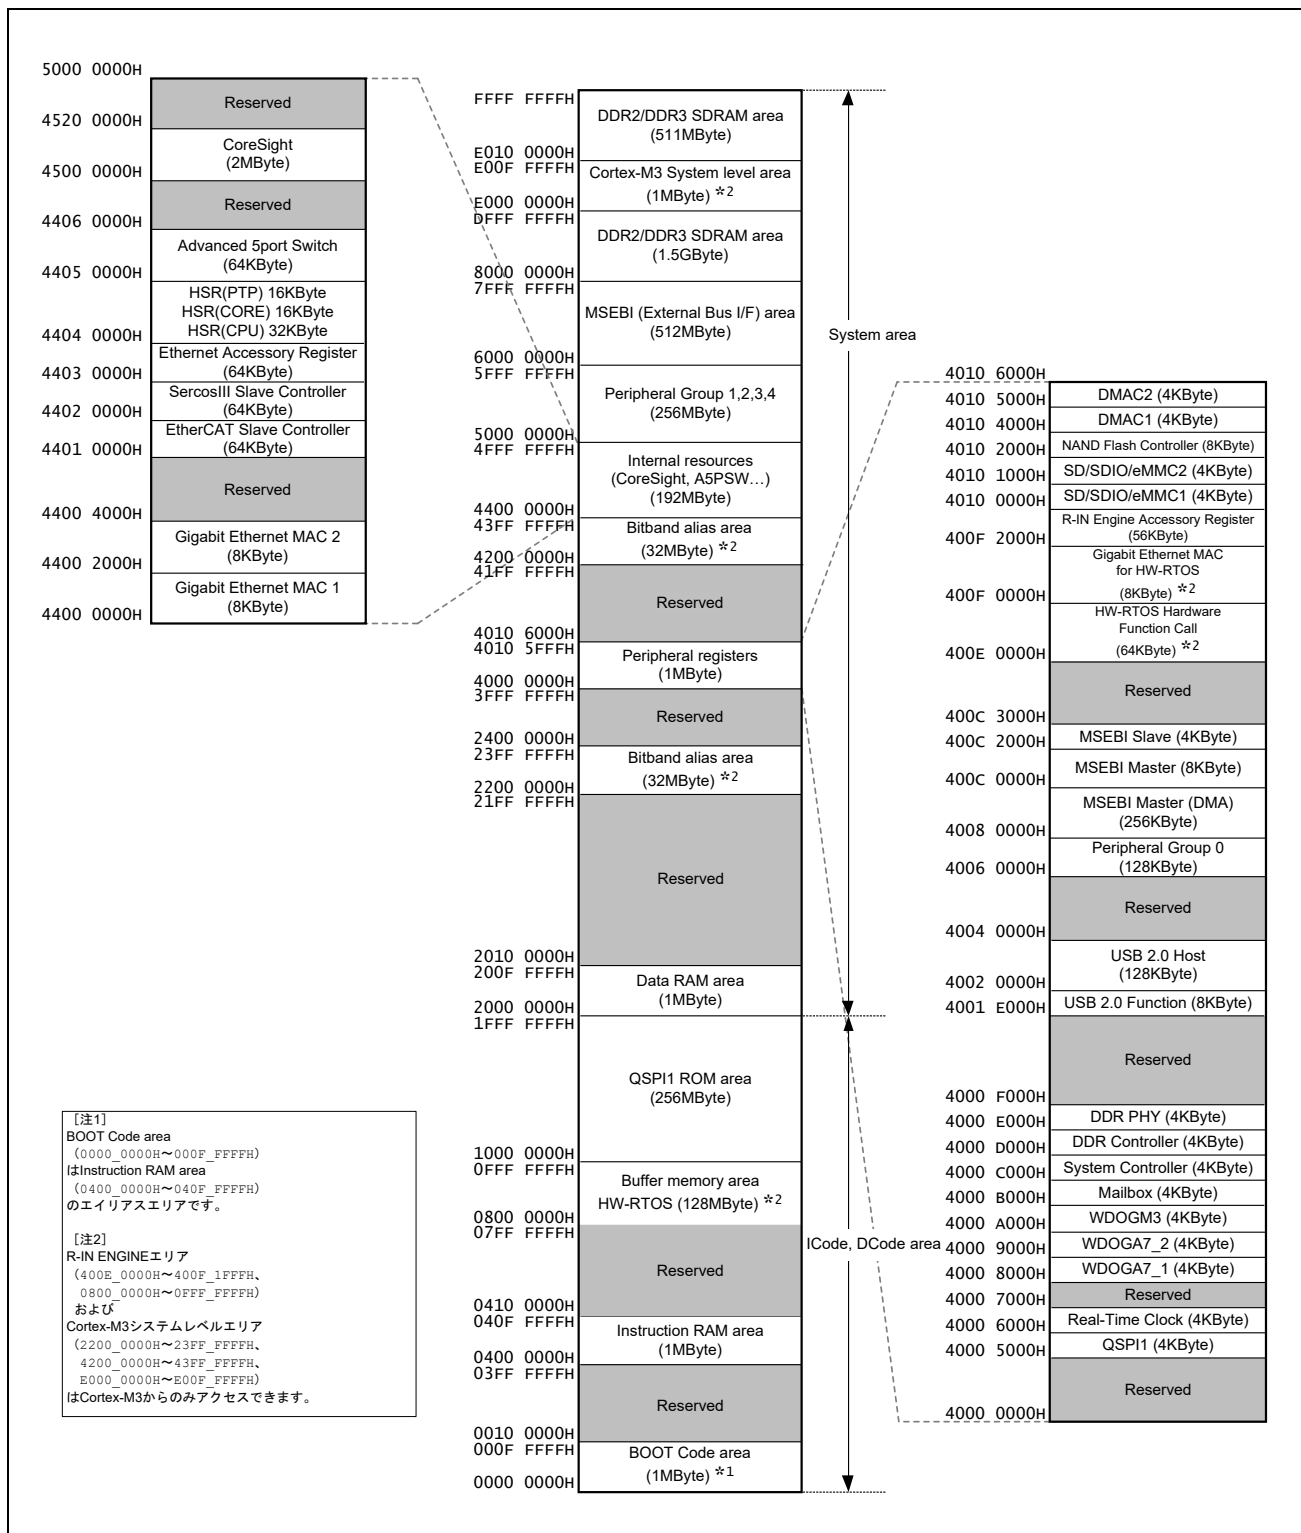 5000 0000H
Reserved
4520 0000H
CoreSight
(2MByte)
4500 0000H
Reserved
4406 0000H
Advanced 5port Switch
(64KByte)
4405 0000H
HSR(PTP) 16KByte
HSR(CORE) 16KByte
HSR(CPU) 32KByte
4404 0000H
Ethernet Accessory Register
(64KByte)
4403 0000H
SercosIII Slave Controller
(64KByte)
4402 0000H
EtherCAT Slave Controller
(64KByte)
4401 0000H
Reserved
4400 4000H
Gigabit Ethernet MAC 2
(8KByte)
4400 2000H
Gigabit Ethernet MAC 1
(8KByte)
4400 0000H
FFFF FFFFH
DDR2/DDR3 SDRAM area
(511MByte)
E010 0000H
E00F FFFFH
Cortex-M3 System level area
(1MByte) *2
E000 0000H
DFFF FFFFH
DDR2/DDR3 SDRAM area
(1.5GByte)
8000 0000H
7FFF FFFFH
MSEBI (External Bus I/F) area
(512MByte)
6000 0000H
5FFF FFFFH
Peripheral Group 1,2,3,4
(256MByte)
5000 0000H
4FFF FFFFH
Internal resources
(CoreSight, A5PSW…)
(192MByte)
4400 0000H
43FF FFFFH
Bitband alias area
(32MByte) *2
4200 0000H
41FF FFFFH
Reserved
4010 6000H
4010 5FFFH
Peripheral registers
(1MByte)
4000 0000H
3FFF FFFFH
Reserved
2400 0000H
23FF FFFFH
Bitband alias area
(32MByte) *2
2200 0000H
21FF FFFFH
Reserved
2010 0000H
200F FFFFH
Data RAM area
(1MByte)
2000 0000H
1FFF FFFFH
QSPI1 ROM area
(256MByte)
1000 0000H
0FFF FFFFH
Buffer memory area
HW-RTOS (128MByte) *2
0800 0000H
07FF FFFFH
Reserved
0410 0000H
040F FFFFH
Instruction RAM area
(1MByte)
0400 0000H
03FF FFFFH
Reserved
0010 0000H
000F FFFFH
BOOT Code area
(1MByte) *1
0000 0000H
System area
ICode, DCode area
4010 6000H
DMAC2 (4KByte)
4010 5000H
DMAC1 (4KByte)
4010 4000H
NAND Flash Controller (8KByte)
4010 2000H
SD/SDIO/eMMC2 (4KByte)
4010 1000H
SD/SDIO/eMMC1 (4KByte)
4010 0000H
R-IN Engine Accessory Register
(56KByte)
400F 2000H
Gigabit Ethernet MAC
for HW-RTOS
(8KByte) *2
400F 0000H
HW-RTOS Hardware
Function Call
(64KByte) *2
400E 0000H
Reserved
400C 3000H
MSEBI Slave (4KByte)
400C 2000H
MSEBI Master (8KByte)
400C 0000H
MSEBI Master (DMA)
(256KByte)
4008 0000H
Peripheral Group 0
(128KByte)
4006 0000H
Reserved
4004 0000H
USB 2.0 Host
(128KByte)
4002 0000H
USB 2.0 Function (8KByte)
4001 E000H
Reserved
4000 F000H
DDR PHY (4KByte)
4000 E000H
DDR Controller (4KByte)
4000 D000H
System Controller (4KByte)
4000 C000H
Mailbox (4KByte)
4000 B000H
WDOGM3 (4KByte)
4000 A000H
WDOGA7_2 (4KByte)
4000 9000H
WDOGA7_1 (4KByte)
4000 8000H
Reserved
4000 7000H
Real-Time Clock (4KByte)
4000 6000H
QSPI1 (4KByte)
4000 5000H
Reserved
4000 0000H
［注1］
BOOT Code area
（0000_0000H～000F_FFFFH）
はInstruction RAM area
（0400_0000H～040F_FFFFH）
のエイリアスエリアです。
［注2］
R-IN ENGINEエリア
（400E_0000H～400F_1FFFH、
0800_0000H～0FFF_FFFFH）
および
Cortex-M3システムレベルエリア
（2200_0000H～23FF_FFFFH、
4200_0000H～43FF_FFFFH、
E000_0000H～E00F_FFFFH）
はCortex-M3からのみアクセスできます。